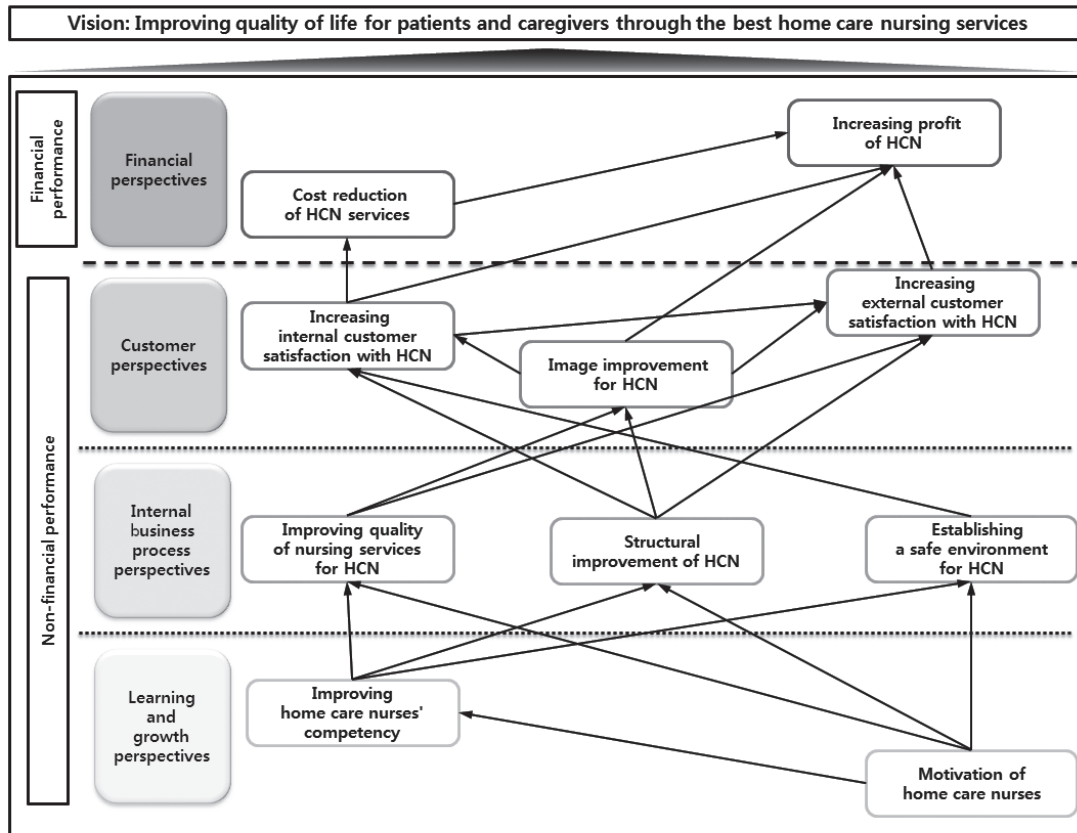 Vision: Improving quality of life for patients and caregivers through the best home care nursing services
Financial
performance
Financial
perspectives
Increasing profit
of HCN
Cost reduction
of HCN services
Non-financial performance
Customer
perspectives
Increasing
internal customer
satisfaction with HCN
Image improvement
for HCN
Increasing
external customer
satisfaction with HCN
Internal
business
process
perspectives
Improving quality
of nursing services
for HCN
Structural
improvement of HCN
Establishing
a safe environment
for HCN
Learning
and
growth
perspectives
Improving
home care nurses'
competency
Motivation of
home care nurses